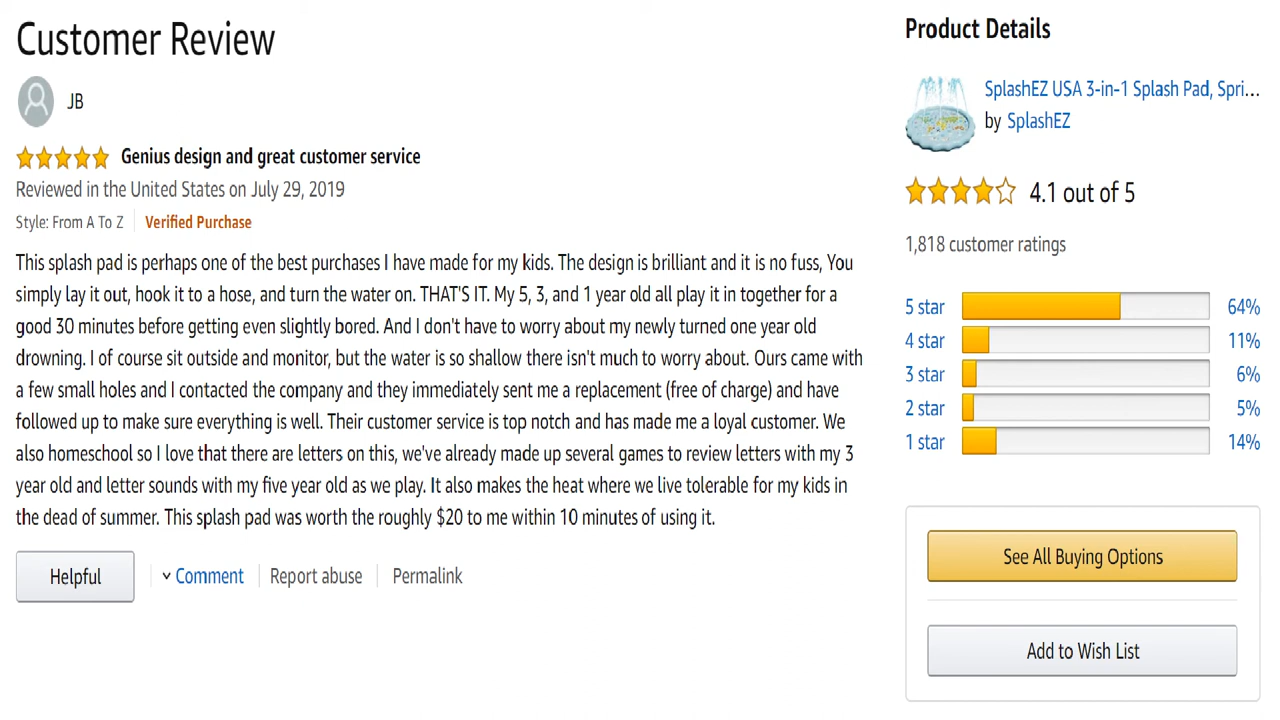 Customer Review
JB
Genius design and great customer service
Reviewed in the United States on July 29, 2019
Style: From A To Z
Verified Purchase
This splash pad is perhaps one of the best purchases I have made for my kids. The design is brilliant and it is no fuss, You
simply lay it out, hook it to a hose, and turn the water on. THAT'S IT. My 5, 3, and 1 year old all play it in together for a
good 30 minutes before getting even slightly bored. And I don't have to worry about my newly turned one year old
drowning. I of course sit outside and monitor, but the water is so shallow there isn't much to worry about. Ours came with
a few small holes and I contacted the company and they immediately sent me a replacement (free of charge) and have
followed up to make sure everything is well. Their customer service is top notch and has made me a loyal customer. We
also homeschool so I love that there are letters on this, we've already made up several games to review letters with my 3
year old and letter sounds with my five year old as we play. It also makes the heat where we live tolerable for my kids in
the dead of summer. This splash pad was worth the roughly $20 to me within 10 minutes of using it.
Helpful
Comment
Report abuse
Permalink
Product Details
SplashEZ USA 3-in-1 Splash Pad, Spri...
by SplashEZ
4.1 out of 5
1,818 customer ratings
5 star 64%
4 star 11%
3 star 6%
2 star 5%
1 star 14%
See All Buying Options
Add to Wish List